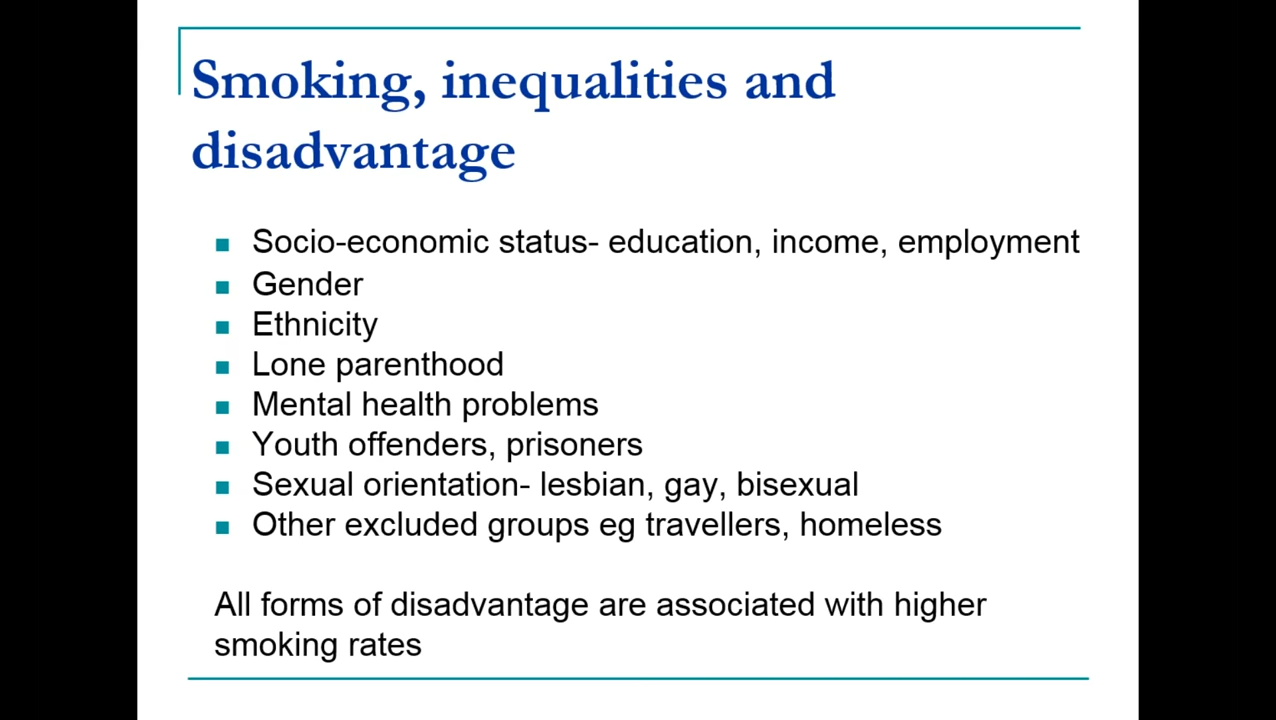 Smoking, inequalities and
disadvantage
Socio-economic status- education, income, employment
Gender
Ethnicity
Lone parenthood
Mental health problems
Youth offenders, prisoners
Sexual orientation- lesbian, gay, bisexual
Other excluded groups eg travellers, homeless
All forms of disadvantage are associated with higher
smoking rates